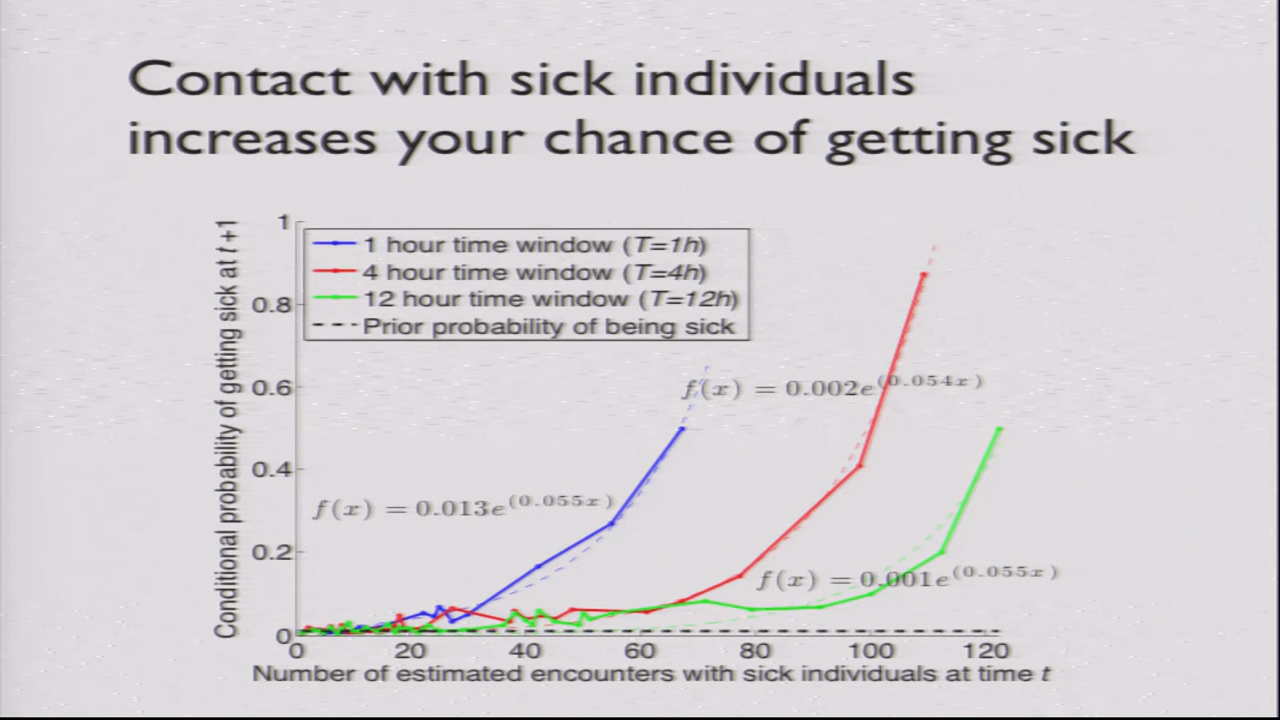 Contact with sick individuals
increases your chance of getting sick
Conditional probability of getting sick at t+1
1
0.8
0.6
0.4
0.2
0
1 hour time window (T=1h)
4 hour time window (T=4h)
12 hour time window (T=12h)
Prior probability of being sick
f(x) = 0.002e^(0.054x)
f(x) = 0.013e^(0.055x)
f(x) = 0.001e^(0.055x)
0 20 40 60 80 100 120
Number of estimated encounters with sick individuals at time t